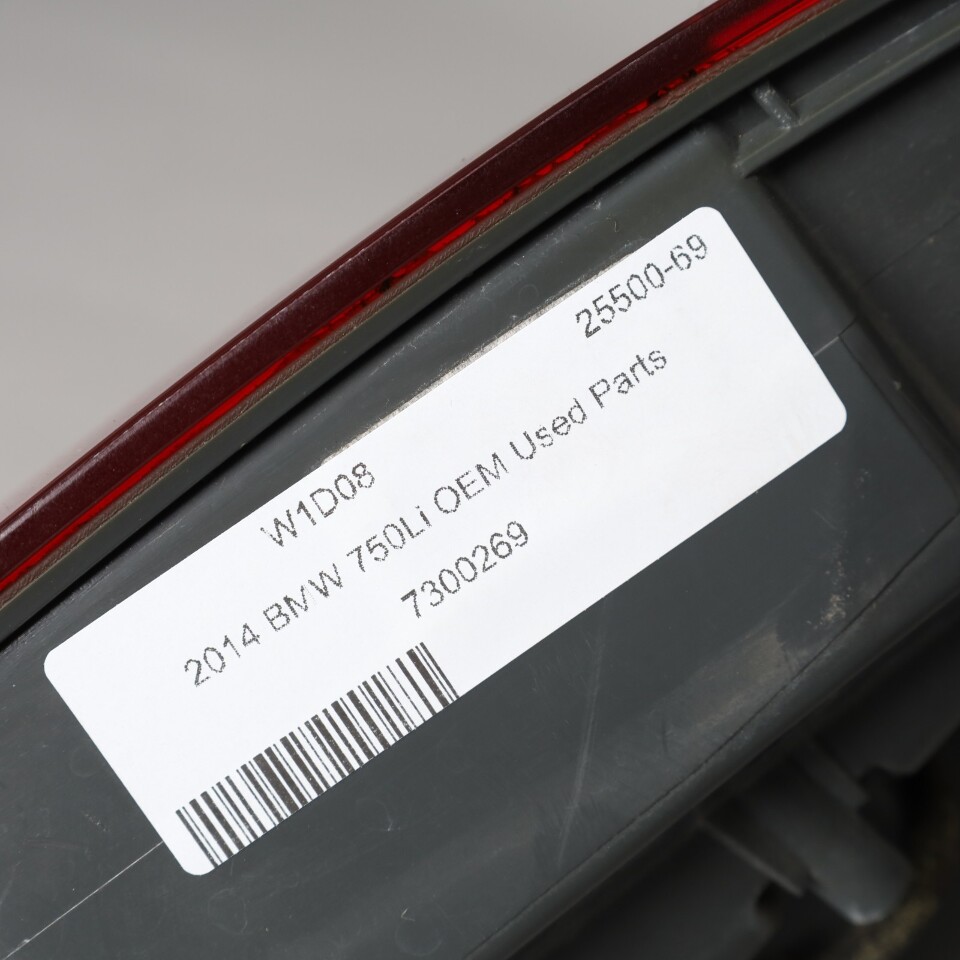 W1D08 25500-69
2014 BMW 750Li OEM Used Parts
7300269